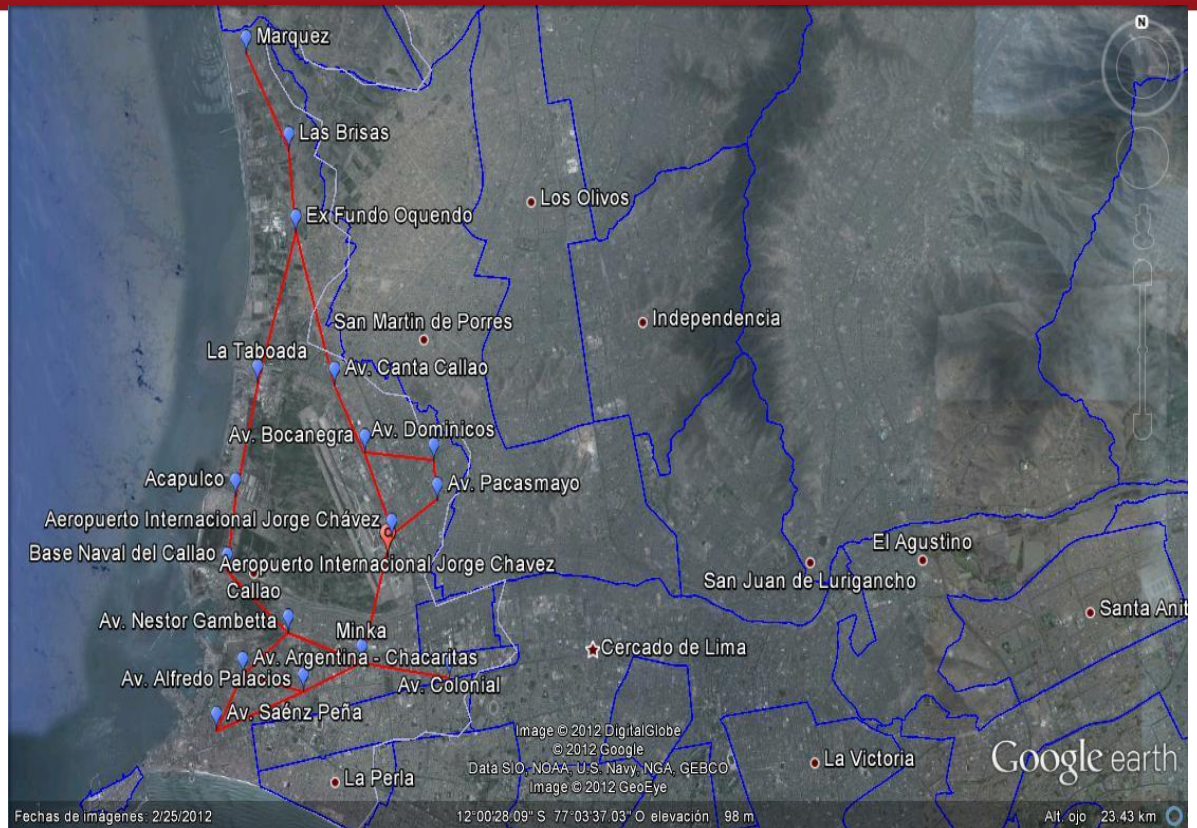 N
Marquez
Las Brisas
Los Olivos
Ex Fundo Oquendo
San Martin de Porres
Independencia
La Taboada
Av. Canta Callao
Av. Bocanegra
Av. Dominicos
Acapulco
Av. Pacasmayo
Aeropuerto Internacional Jorge Chávez
Base Naval del Callao
Aeropuerto Internacional Jorge Chavez
El Agustino
San Juan de Lurigancho
Callao
Santa Anit
Av. Nestor Gambetta
Minka
Cercado de Lima
Av. Argentina - Chacaritas
Av. Alfredo Palacios
Av. Colonial
Av. Saénz Peña
Image © 2012 DigitalGlobe
© 2012 Google
Data SIO, NOAA, U.S. Navy, NGA, GEBCO
Image © 2012 GeoEye
La Victoria
Google earth
La Perla
Fechas de imágenes: 2/25/2012
12°00'28.09" S 77°03'37.03" O elevación 98 m
Alt. ojo 23.43 km